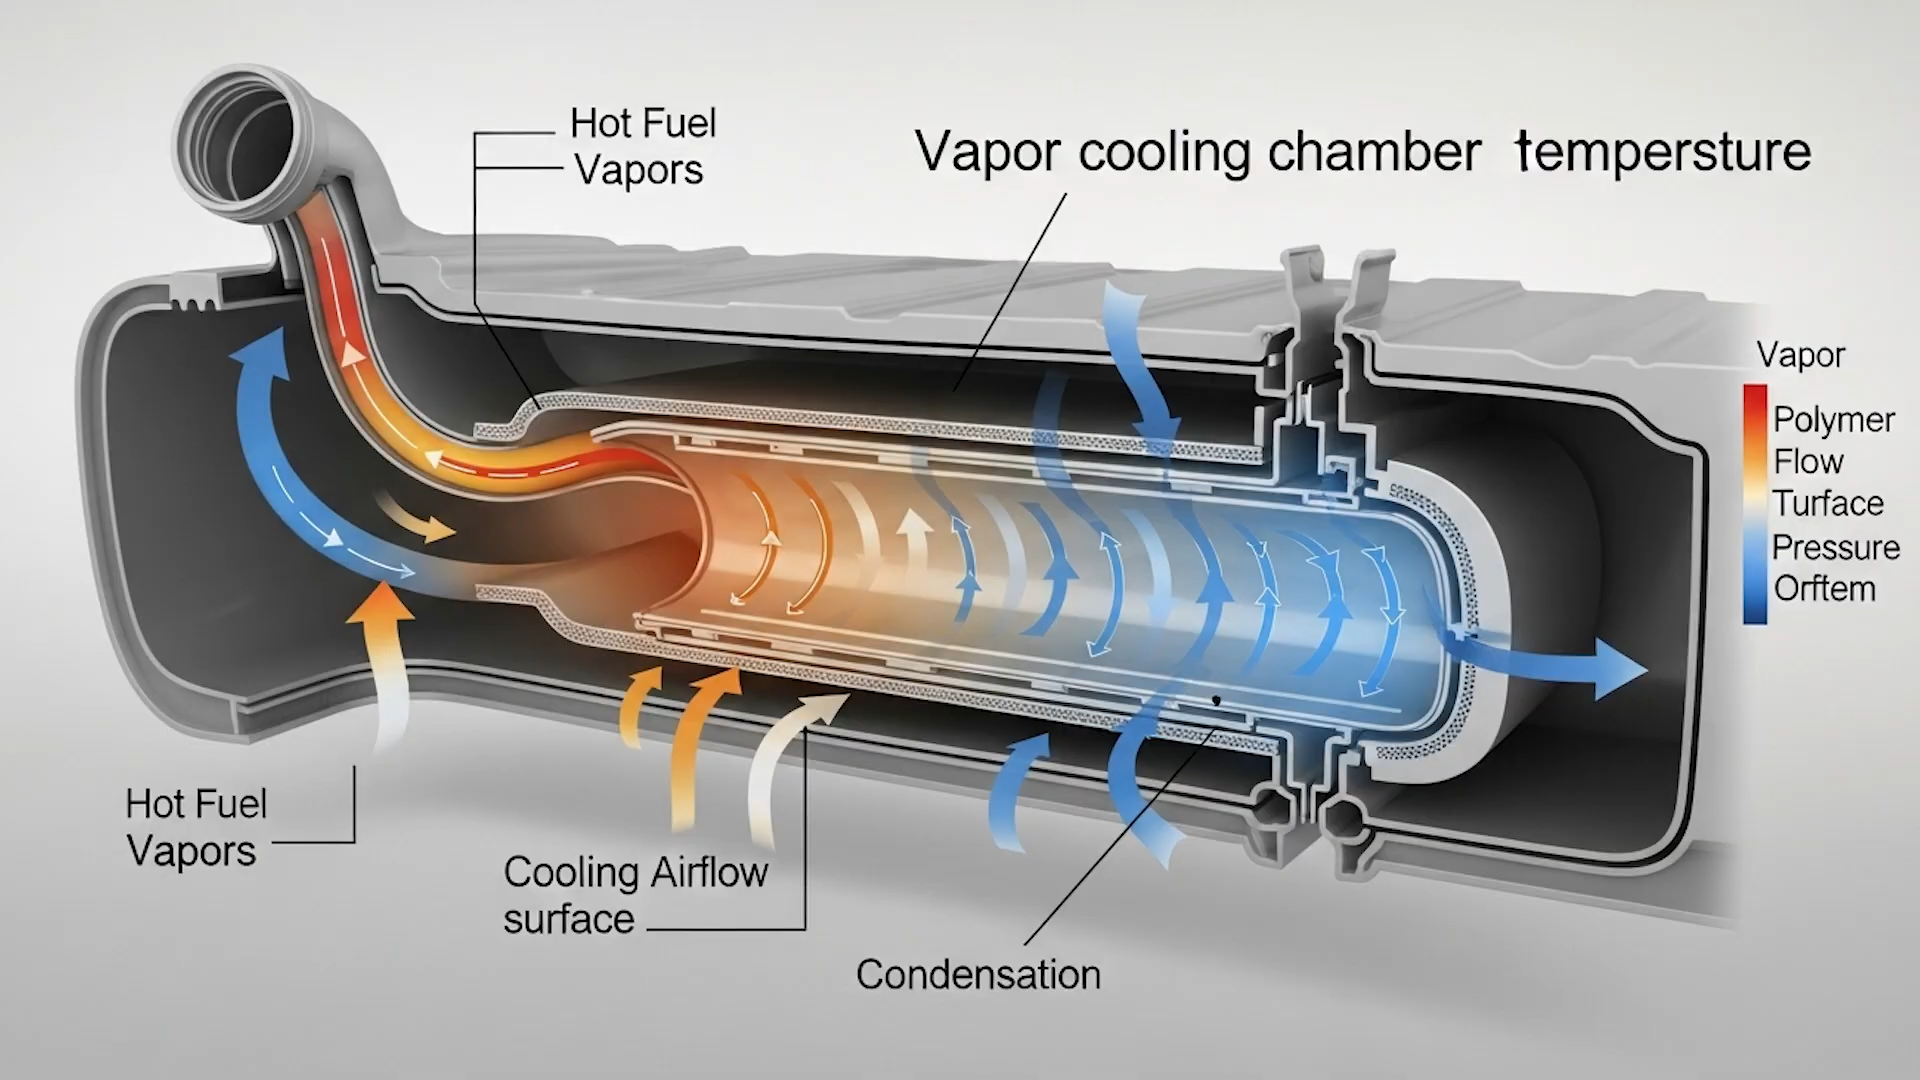 Hot Fuel
Vapors
Vapor cooling chamber tempersture
Vapor
Polymer
Flow
Turface
Pressure
Orftem
Hot Fuel
Vapors
Cooling Airflow
surface
Condensation